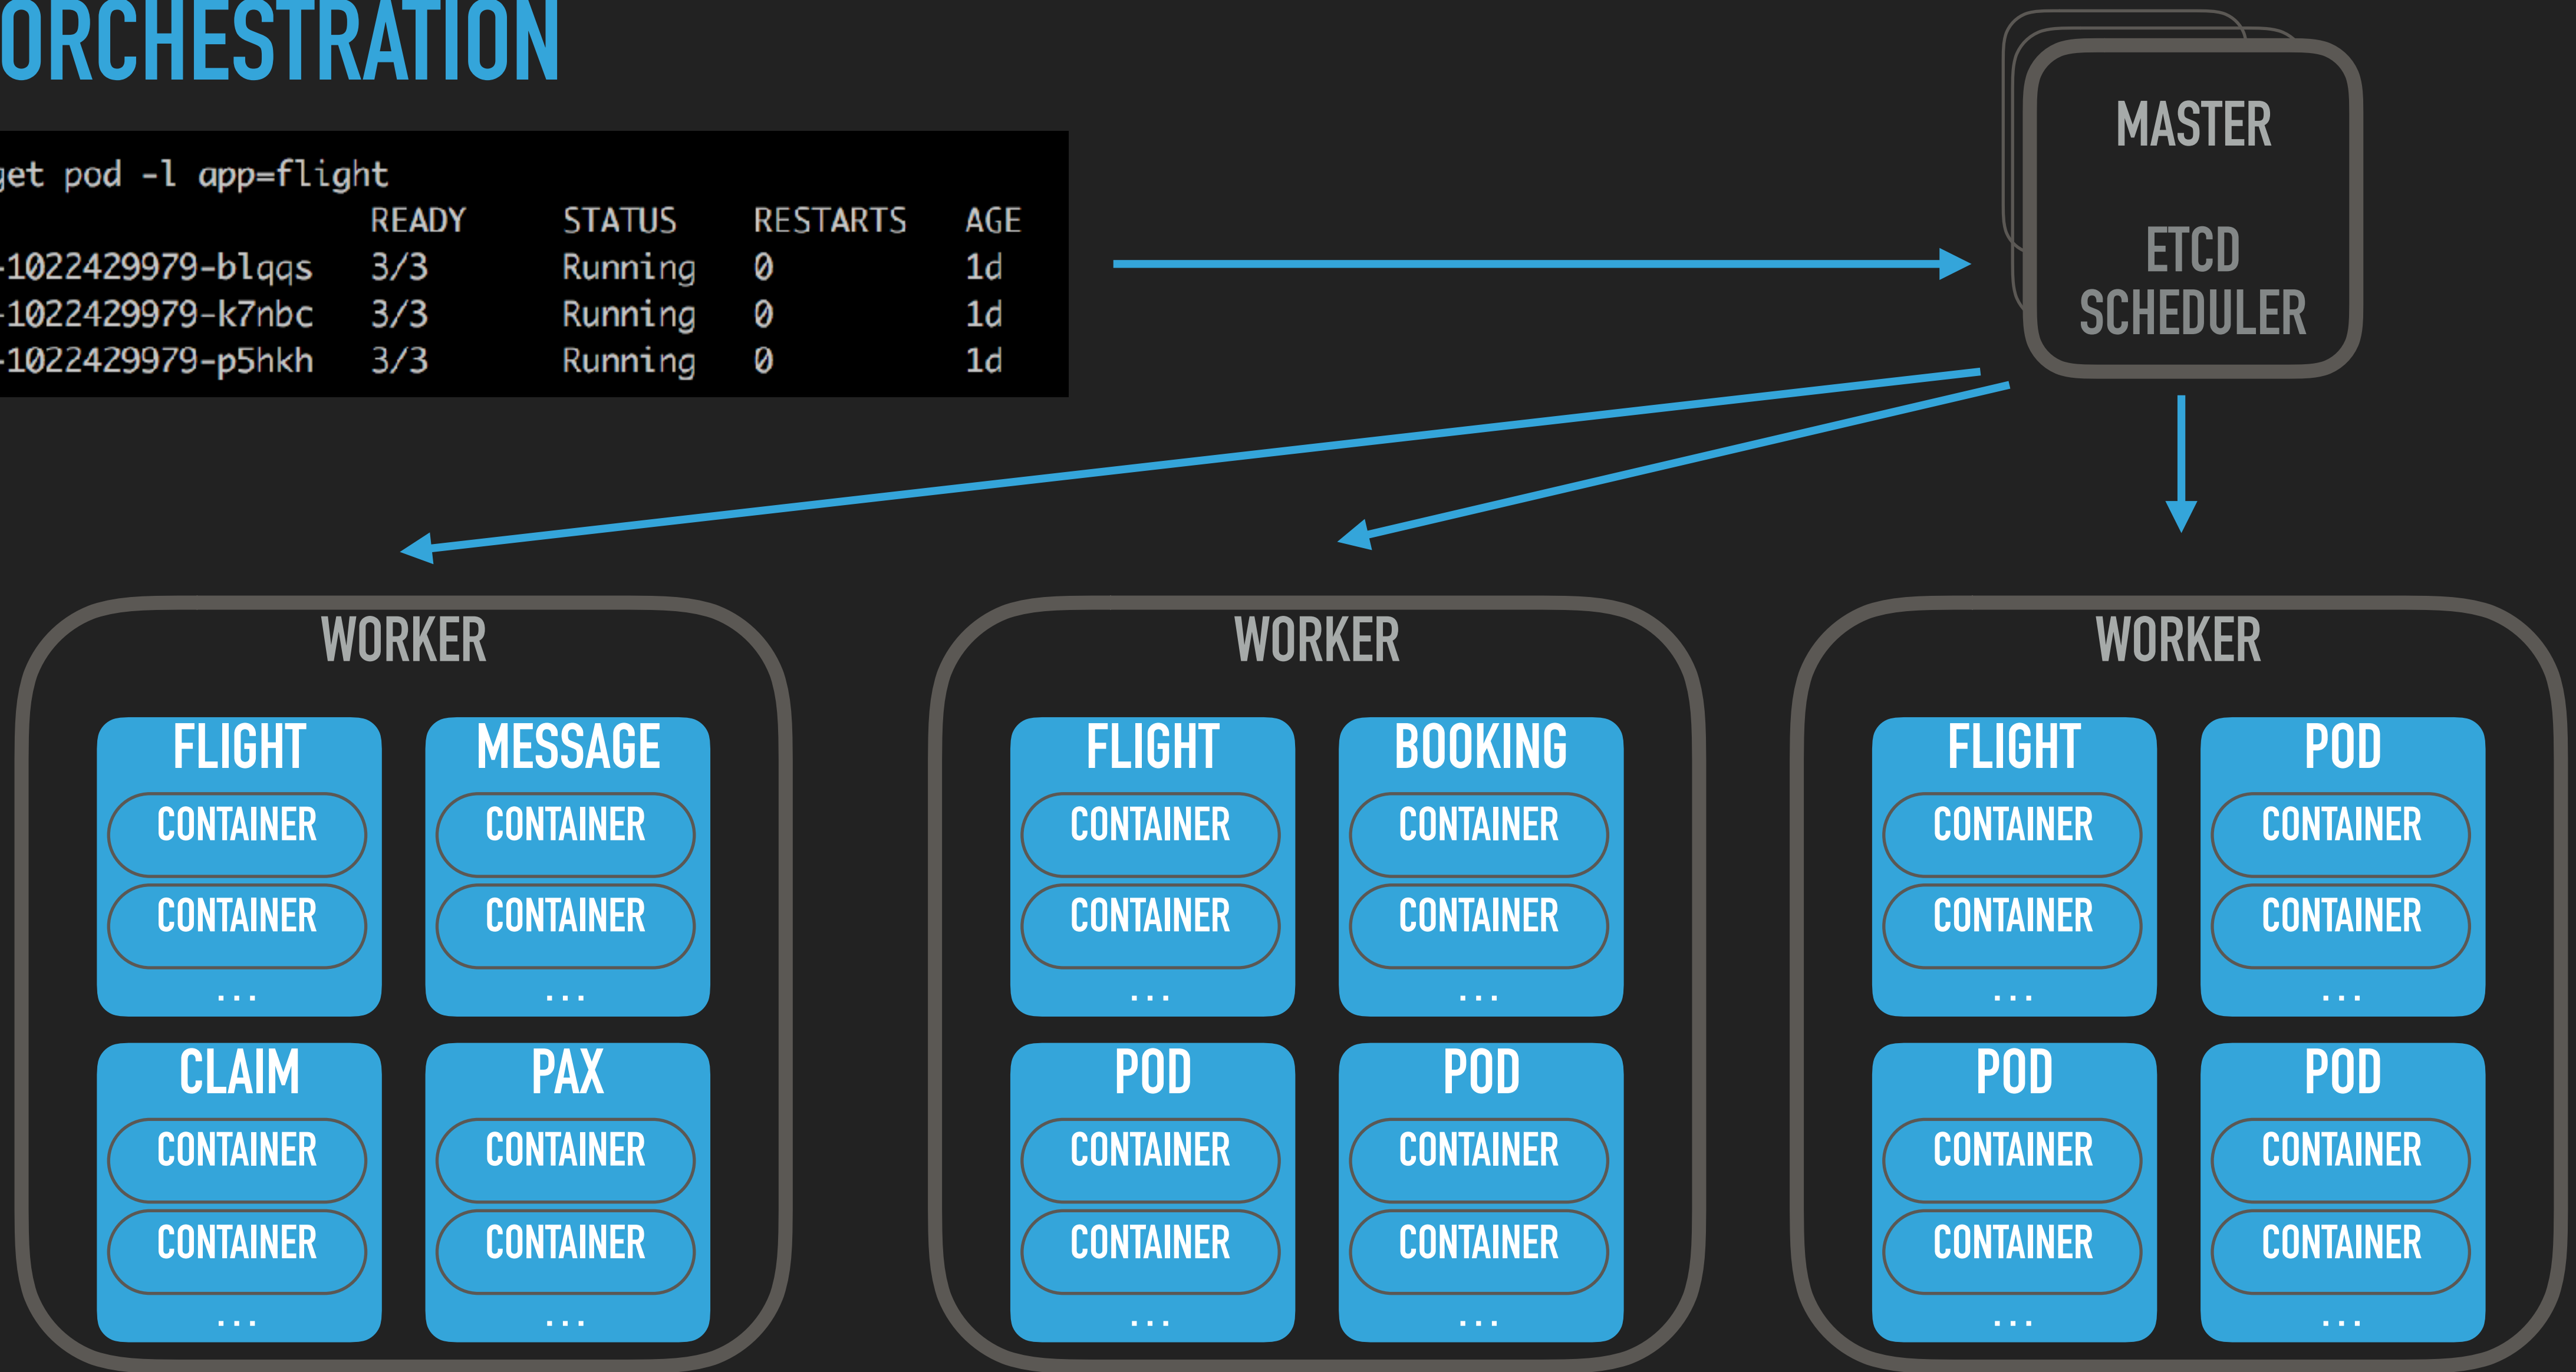 ORCHESTRATION
get pod -l app=flight
READY STATUS RESTARTS AGE
-1022429979-blqqs 3/3 Running 0 1d
-1022429979-k7nbc 3/3 Running 0 1d
-1022429979-p5hkh 3/3 Running 0 1d
MASTER
ETCD
SCHEDULER
WORKER
FLIGHT MESSAGE
CONTAINER CONTAINER
CONTAINER CONTAINER
... ...
CLAIM PAX
CONTAINER CONTAINER
CONTAINER CONTAINER
... ...
WORKER
FLIGHT BOOKING
CONTAINER CONTAINER
CONTAINER CONTAINER
... ...
POD POD
CONTAINER CONTAINER
CONTAINER CONTAINER
... ...
WORKER
FLIGHT POD
CONTAINER CONTAINER
CONTAINER CONTAINER
... ...
POD POD
CONTAINER CONTAINER
CONTAINER CONTAINER
... ...